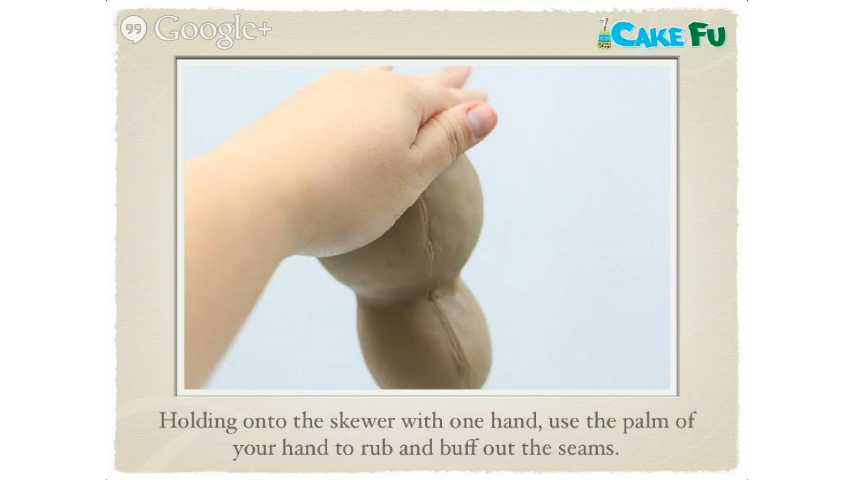 Google+
CAKE FU
Holding onto the skewer with one hand, use the palm of
your hand to rub and buff out the seams.